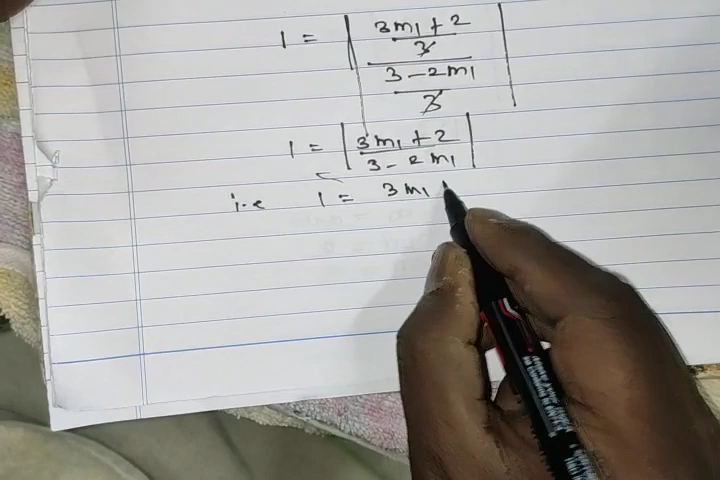 1 = | 3m₁ + 2
3
3 - 2m₁
3 |
1 = | 3m₁ + 2
3 - 2m₁ |
i.e 1 = 3m₁